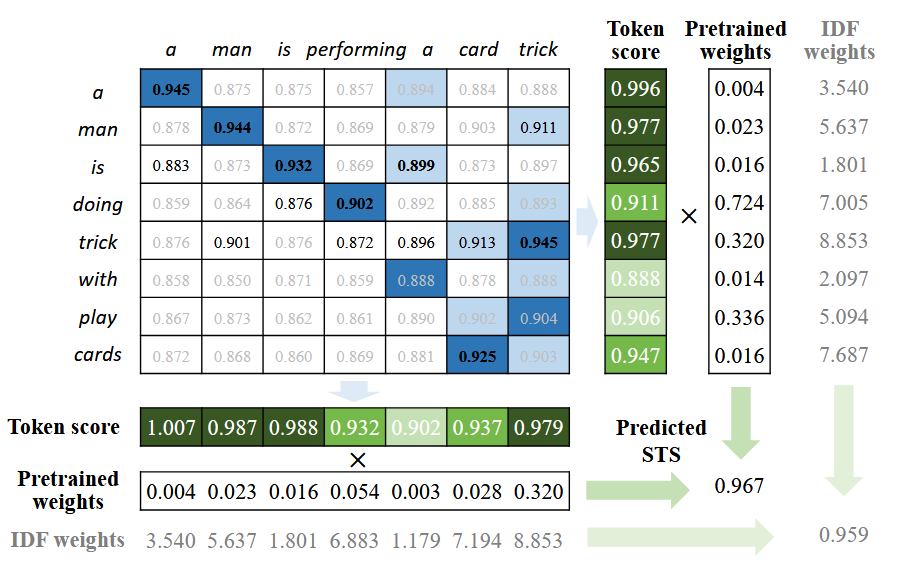 a man is performing a card trick Token score Pretrained weights IDF weights
a 0.945 0.875 0.875 0.857 0.894 0.884 0.888 0.996 0.004 3.540
man 0.878 0.944 0.872 0.869 0.879 0.903 0.911 0.977 0.023 5.637
is 0.883 0.873 0.932 0.869 0.899 0.873 0.897 0.965 0.016 1.801
doing 0.859 0.864 0.876 0.902 0.892 0.885 0.893 0.911 × 0.724 7.005
trick 0.876 0.901 0.876 0.872 0.896 0.913 0.945 0.977 0.320 8.853
with 0.858 0.850 0.871 0.859 0.888 0.878 0.888 0.888 0.014 2.097
play 0.867 0.873 0.862 0.861 0.890 0.902 0.904 0.906 0.336 5.094
cards 0.872 0.868 0.860 0.869 0.881 0.925 0.903 0.947 0.016 7.687
Token score 1.007 0.987 0.988 0.932 0.902 0.937 0.979
×
Predicted STS
Pretrained weights 0.004 0.023 0.016 0.054 0.003 0.028 0.320 0.967
IDF weights 3.540 5.637 1.801 6.883 1.179 7.194 8.853 0.959